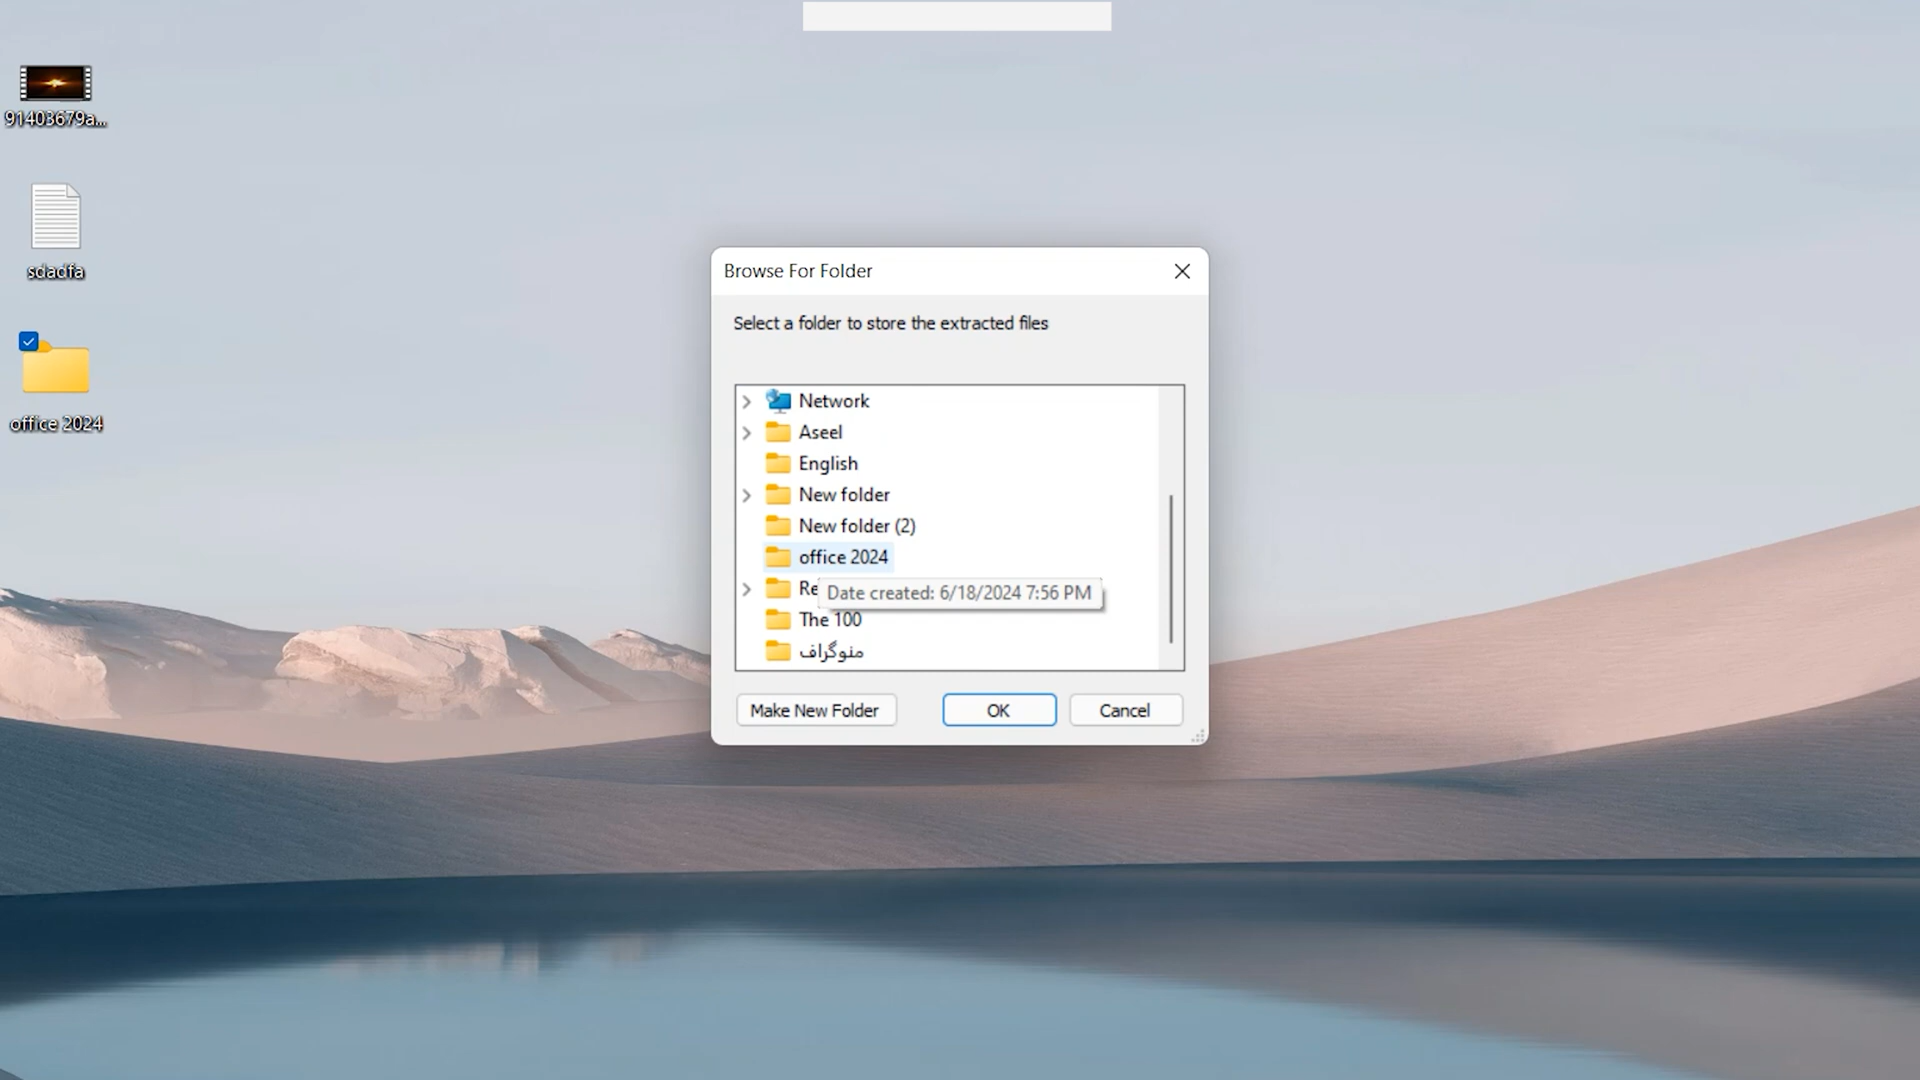 91403679a...
sdadfa
office 2024
Browse For Folder
Select a folder to store the extracted files
Network
Aseel
English
New folder
New folder (2)
office 2024
Re
Date created: 6/18/2024 7:56 PM
The 100
منوگراف
Make New Folder
OK
Cancel